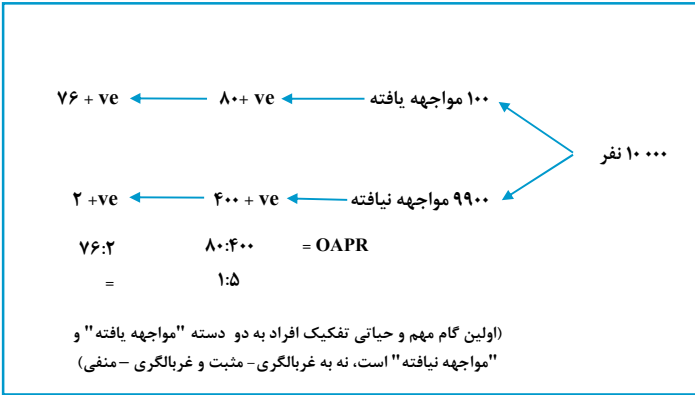 ۱۰۰ مواجهه یافته ۸۰+ ve ۷۶ + ve
۱۰ ۰۰۰ نفر
۹۹۰۰ مواجهه نیافته ۴۰۰ + ve ۲ +ve
= OAPR ۸۰:۴۰۰ ۷۶:۲
۱:۵ =
(اولین گام مهم و حیاتی تفکیک افراد به دو دسته "مواجهه یافته" و
"مواجهه نیافته" است، نه به غربالگری- مثبت و غربالگری – منفی)